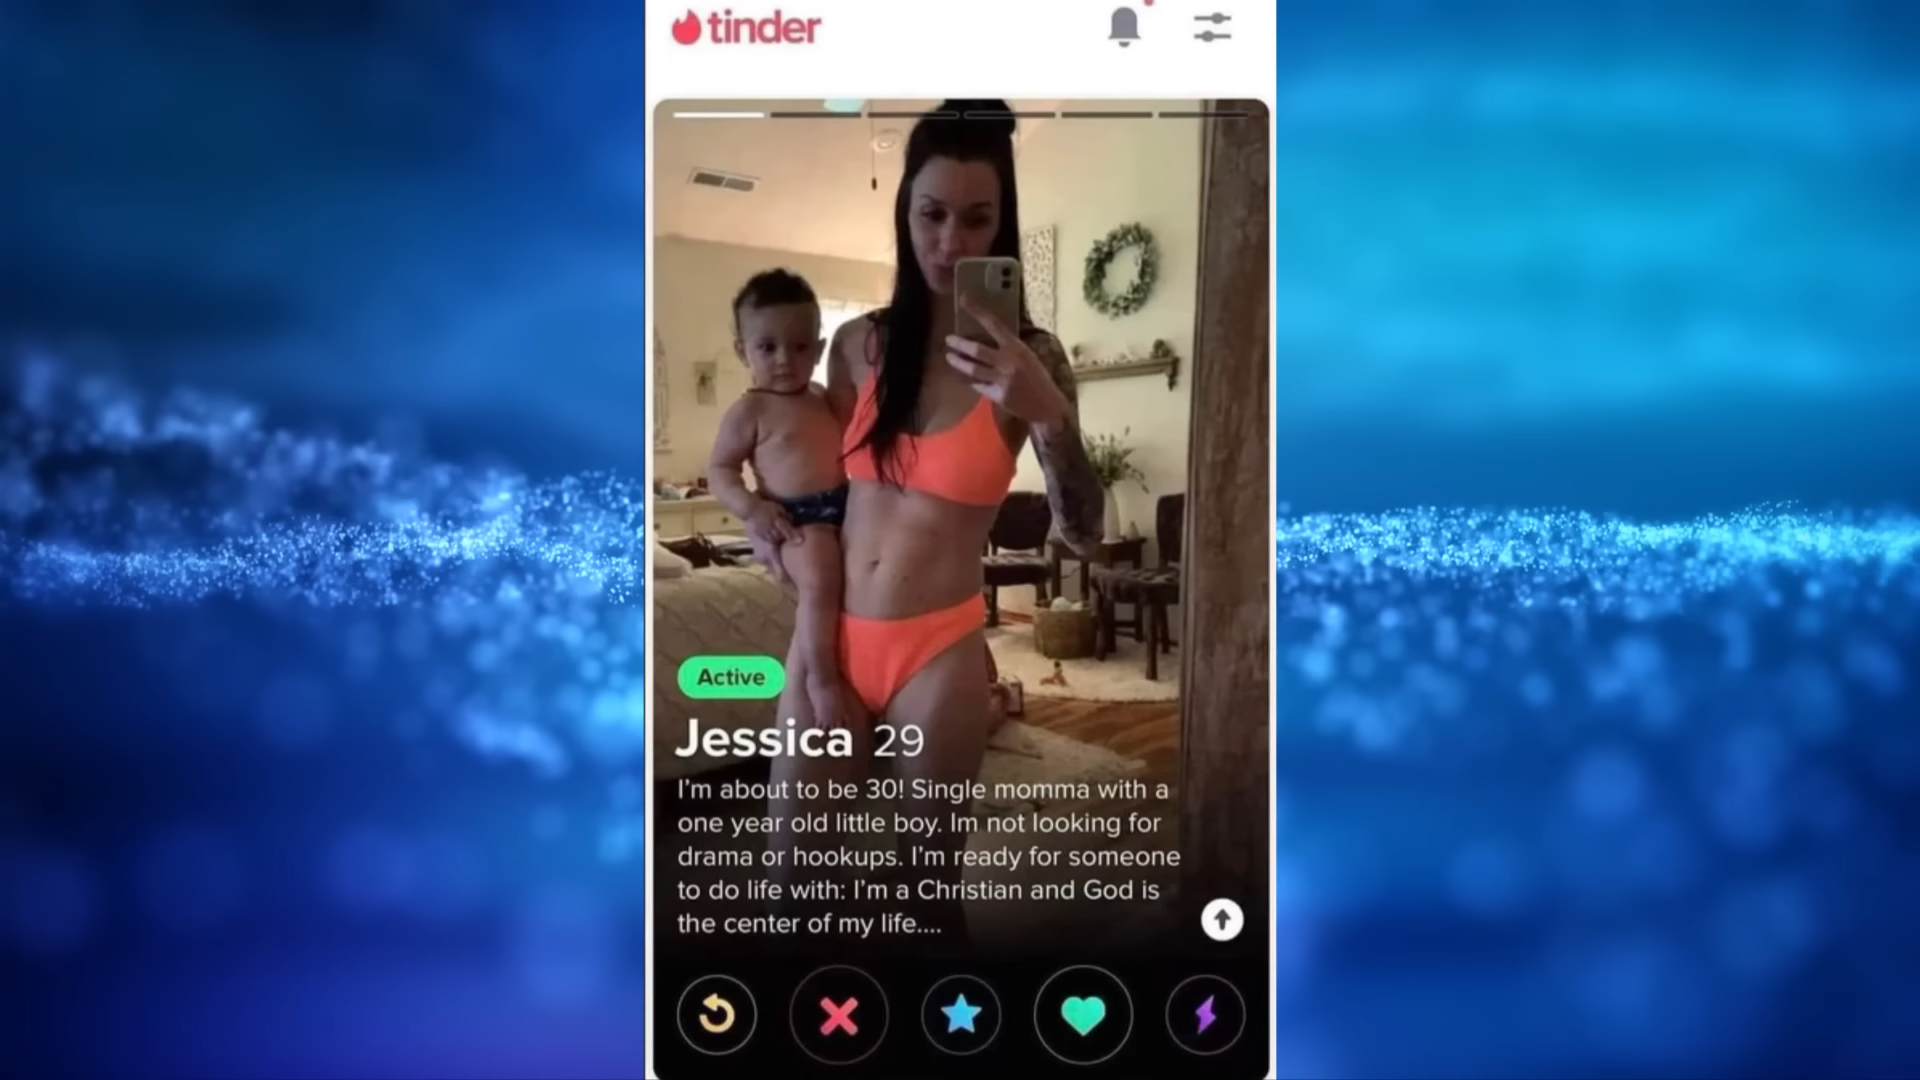 tinder
Active
Jessica 29
I'm about to be 30! Single momma with a
one year old little boy. Im not looking for
drama or hookups. I'm ready for someone
to do life with: I'm a Christian and God is
the center of my life....